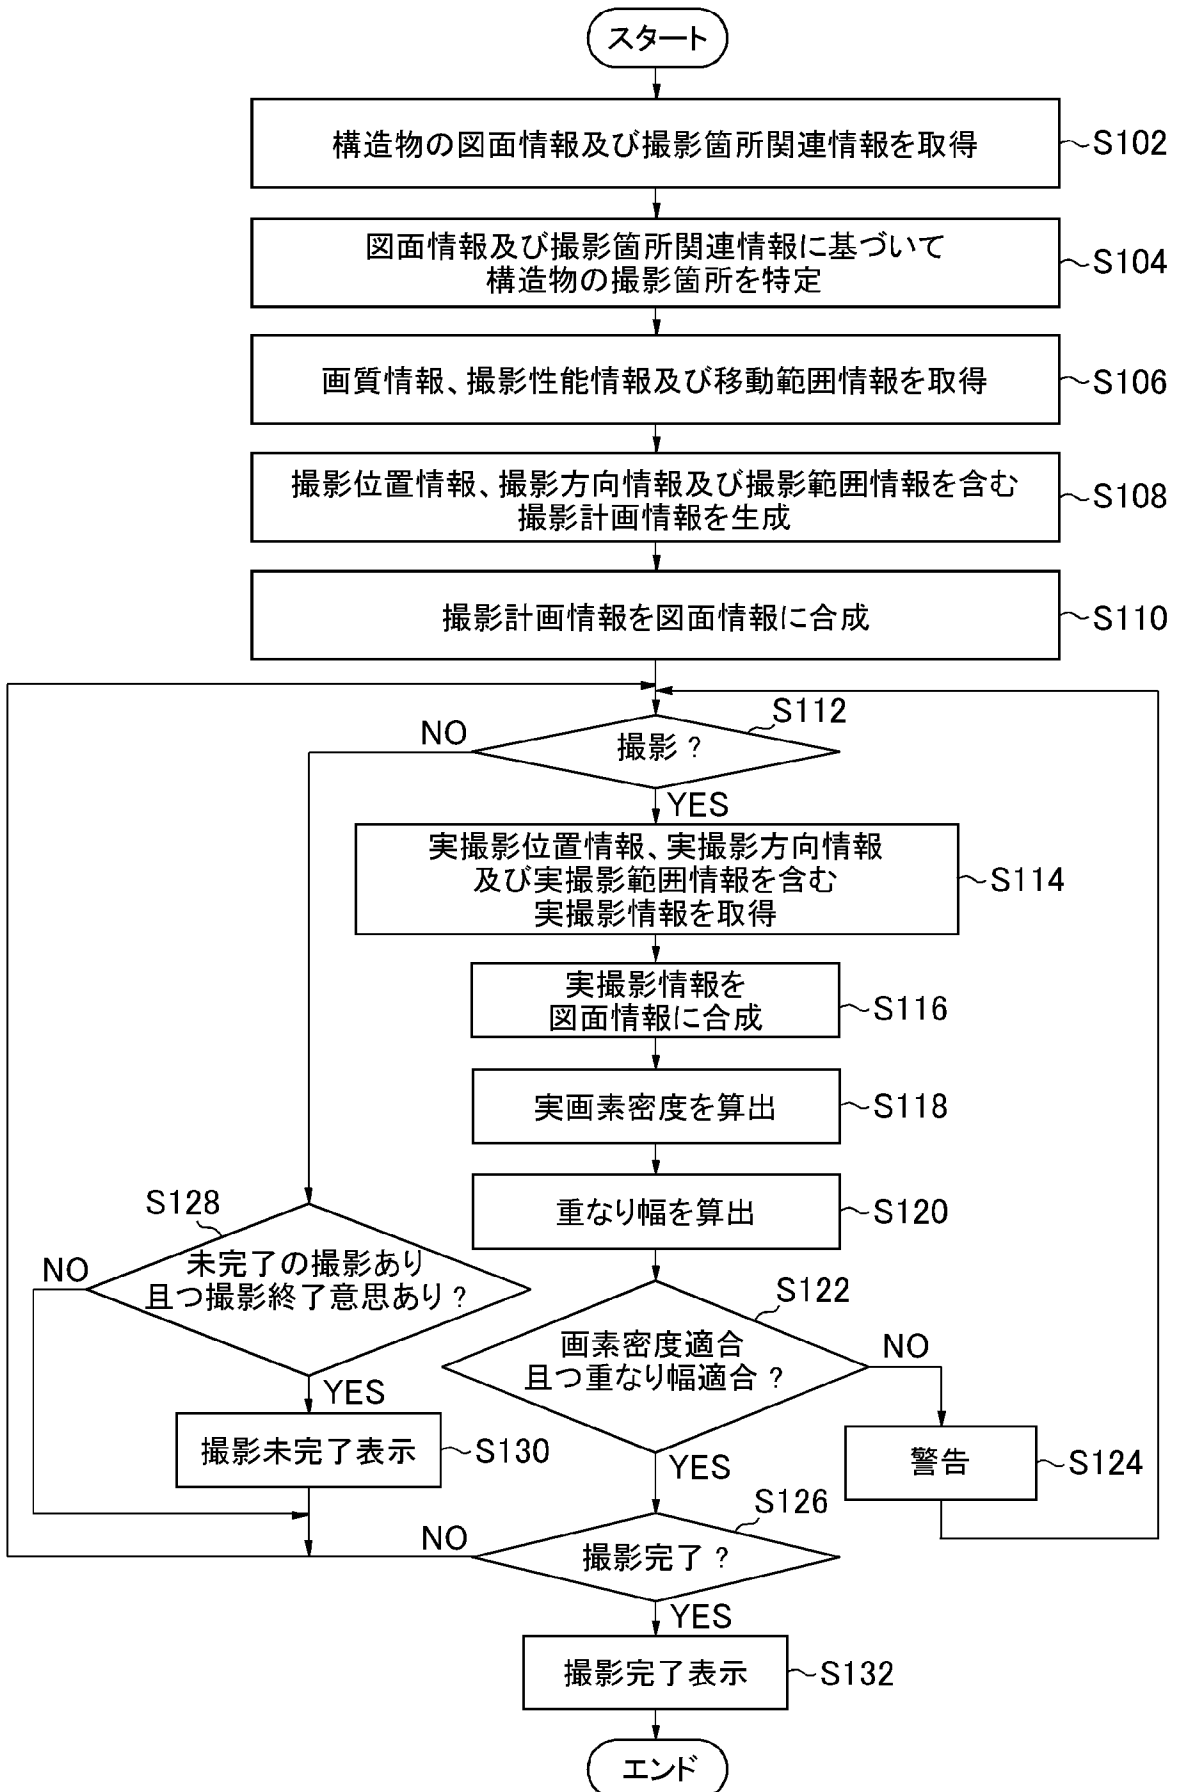 スタート
構造物の図面情報及び撮影箇所関連情報を取得
S102
図面情報及び撮影箇所関連情報に基づいて
構造物の撮影箇所を特定
S104
画質情報、撮影性能情報及び移動範囲情報を取得
S106
撮影位置情報、撮影方向情報及び撮影範囲情報を含む
撮影計画情報を生成
S108
撮影計画情報を図面情報に合成
S110
S112
NO
撮影?
YES
実撮影位置情報、実撮影方向情報
及び実撮影範囲情報を含む
実撮影情報を取得
S114
実撮影情報を
図面情報に合成
S116
実画素密度を算出
S118
重なり幅を算出
S120
S128
NO
未完了の撮影あり
且つ撮影終了意思あり?
YES
撮影未完了表示
S130
S122
画素密度適合
且つ重なり幅適合?
NO
YES
警告
S124
S126
NO
撮影完了?
YES
撮影完了表示
S132
エンド